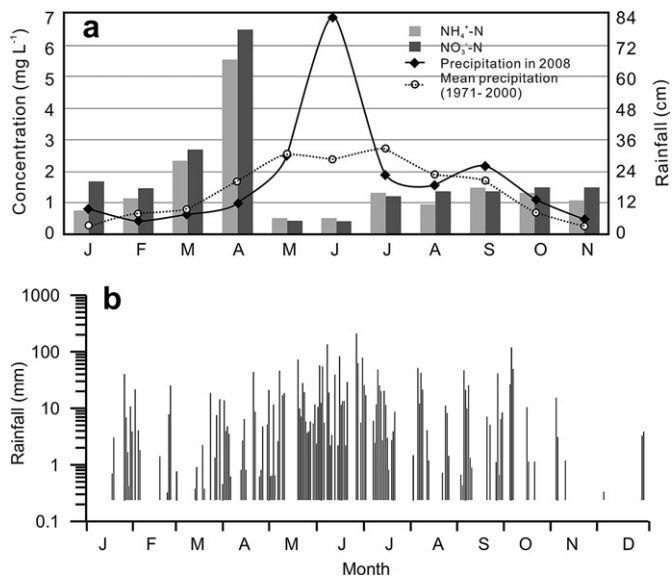 a
NH4+-N
NO3--N
Precipitation in 2008
Mean precipitation
(1971- 2000)
Concentration (mg L-1)
7
6
5
4
3
2
1
0
84
72
60
48
36
24
12
0
Rainfall (cm)
J F M A M J J A S O N
b
Rainfall (mm)
1000
100
10
1
0.1
J F M A M J J A S O N D
Month